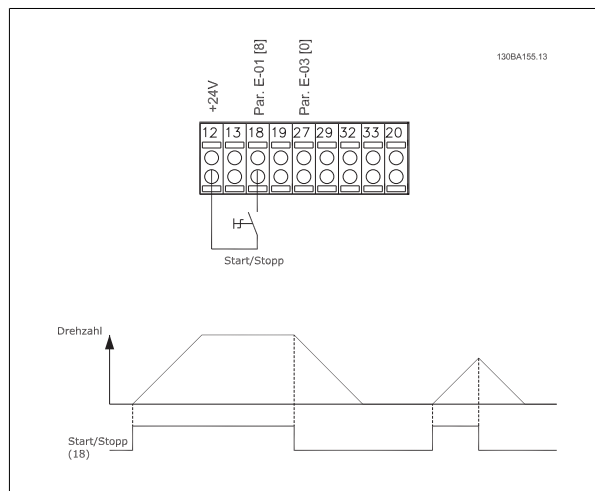 130BA155.13
+24V
Par. E-01 [8]
Par. E-03 [0]
12 13 18 19 27 29 32 33 20
Start/Stopp
Drehzahl
Start/Stopp
(18)